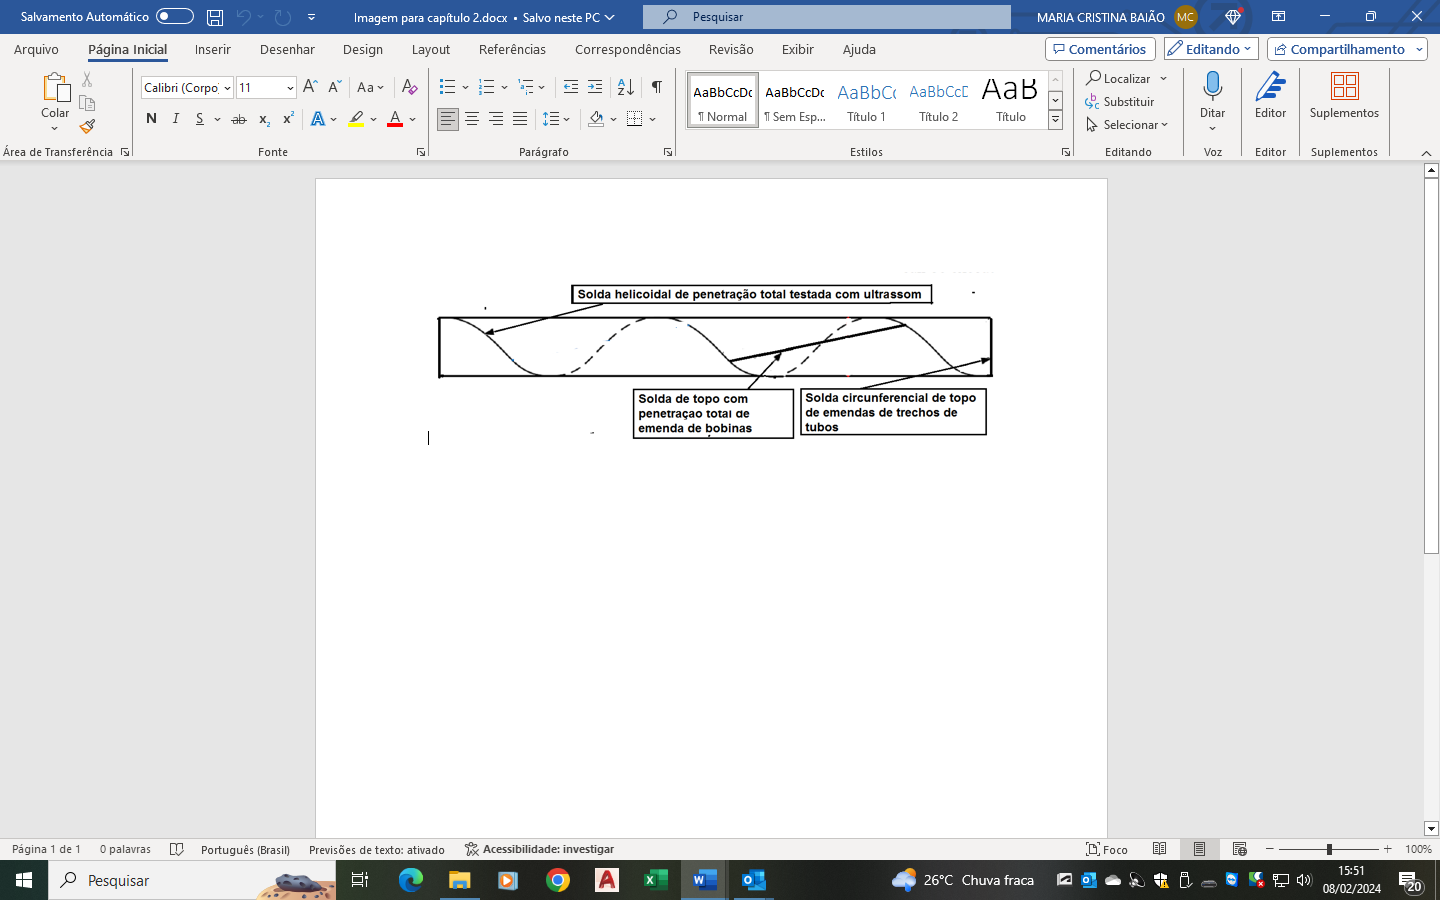 Salvamento Automático
Imagem para capítulo 2.docx • Salvo neste PC
Pesquisar
MARIA CRISTINA BAIÃO
MC
Arquivo
Página Inicial
Inserir
Desenhar
Design
Layout
Referências
Correspondências
Revisão
Exibir
Ajuda
Comentários
Editando
Compartilhamento
Colar
Calibri (Corpo)
11
N I S ab x₂ x²
AaBbCcDc
¶ Normal
AaBbCcDc
¶ Sem Esp...
AaBbCc
Título 1
AaBbCcD
Título 2
AaB
Título
Localizar
Substituir
Selecionar
Ditar
Editor
Suplementos
Área de Transferência
Fonte
Parágrafo
Estilos
Editando
Voz
Editor
Suplementos
Solda helicoidal de penetração total testada com ultrassom
Solda de topo com
penetração total de
emenda de bobinas
Solda circunferencial de topo
de emendas de trechos de
tubos
Página 1 de 1
0 palavras
Português (Brasil)
Previsões de texto: ativado
Acessibilidade: investigar
Foco
100%
Pesquisar
26°C Chuva fraca
15:51
08/02/2024
20